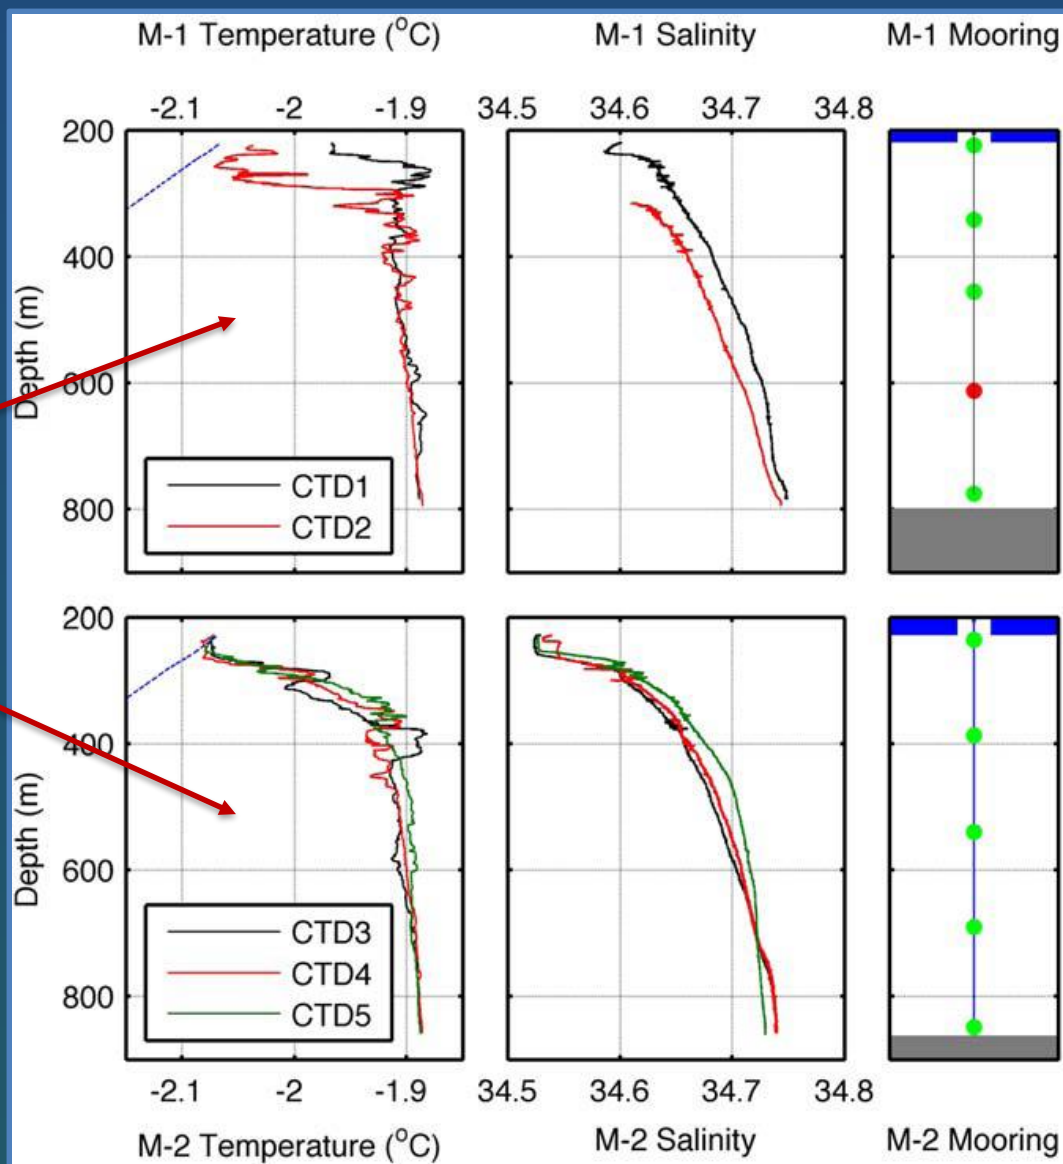 M-1 Temperature (°C) M-1 Salinity M-1 Mooring
-2.1 -2 -1.9 34.5 34.6 34.7 34.8
200
400
600
800
Depth (m)
CTD1
CTD2
200
400
600
800
Depth (m)
CTD3
CTD4
CTD5
-2.1 -2 -1.9 34.5 34.6 34.7 34.8
M-2 Temperature (°C) M-2 Salinity M-2 Mooring